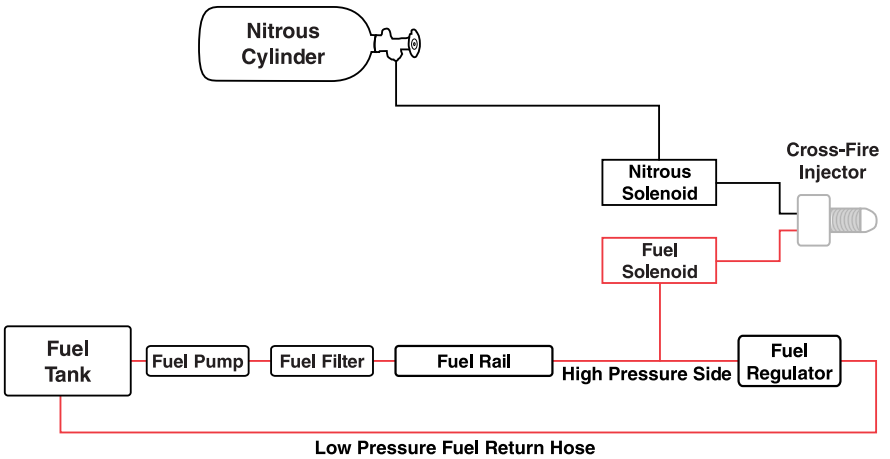 Nitrous
Cylinder
Cross-Fire
Injector
Nitrous
Solenoid
Fuel
Solenoid
Fuel
Tank
Fuel Pump
Fuel Filter
Fuel Rail
High Pressure Side
Fuel
Regulator
Low Pressure Fuel Return Hose